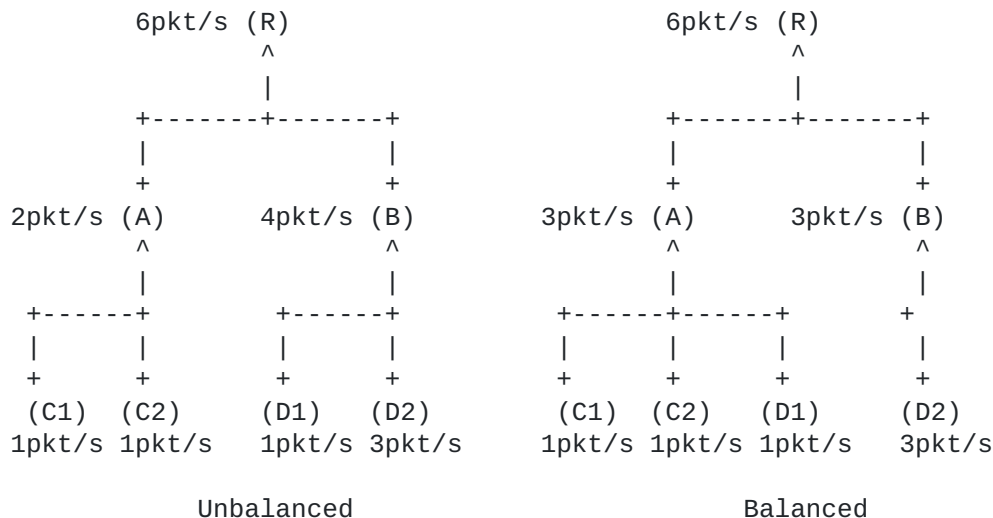 6pkt/s (R)                      6pkt/s (R)
2pkt/s (A)      4pkt/s (B)      3pkt/s (A)      3pkt/s (B)
(C1)  (C2)      (D1)   (D2)      (C1)  (C2)   (D1)     (D2)
1pkt/s 1pkt/s   1pkt/s 3pkt/s   1pkt/s 1pkt/s 1pkt/s   3pkt/s
Unbalanced                      Balanced